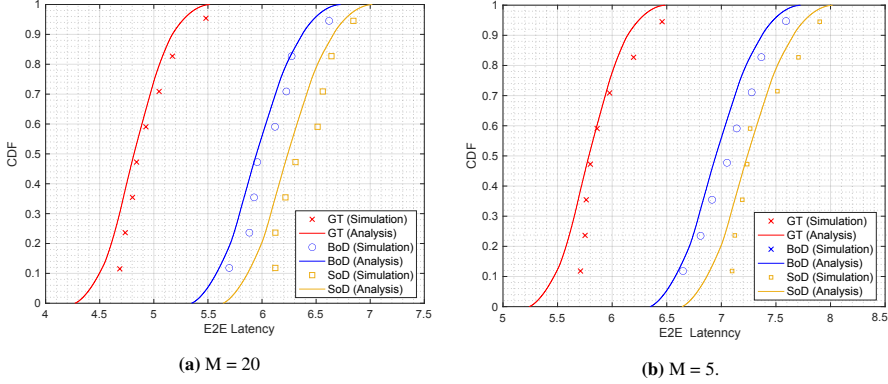 1
0.9
0.8
0.7
0.6
0.5
0.4
0.3
0.2
0.1
0
CDF
4 4.5 5 5.5 6 6.5 7 7.5
E2E Latency
GT (Simulation)
GT (Analysis)
BoD (Simulation)
BoD (Analysis)
SoD (Simulation)
SoD (Analysis)
(a) M = 20
1
0.9
0.8
0.7
0.6
0.5
0.4
0.3
0.2
0.1
0
CDF
5 5.5 6 6.5 7 7.5 8 8.5
E2E Latenncy
GT (Simulation)
GT (Analysis)
BoD (Simulation)
BoD (Analysis)
SoD (Simulation)
SoD (Analysis)
(b) M = 5.